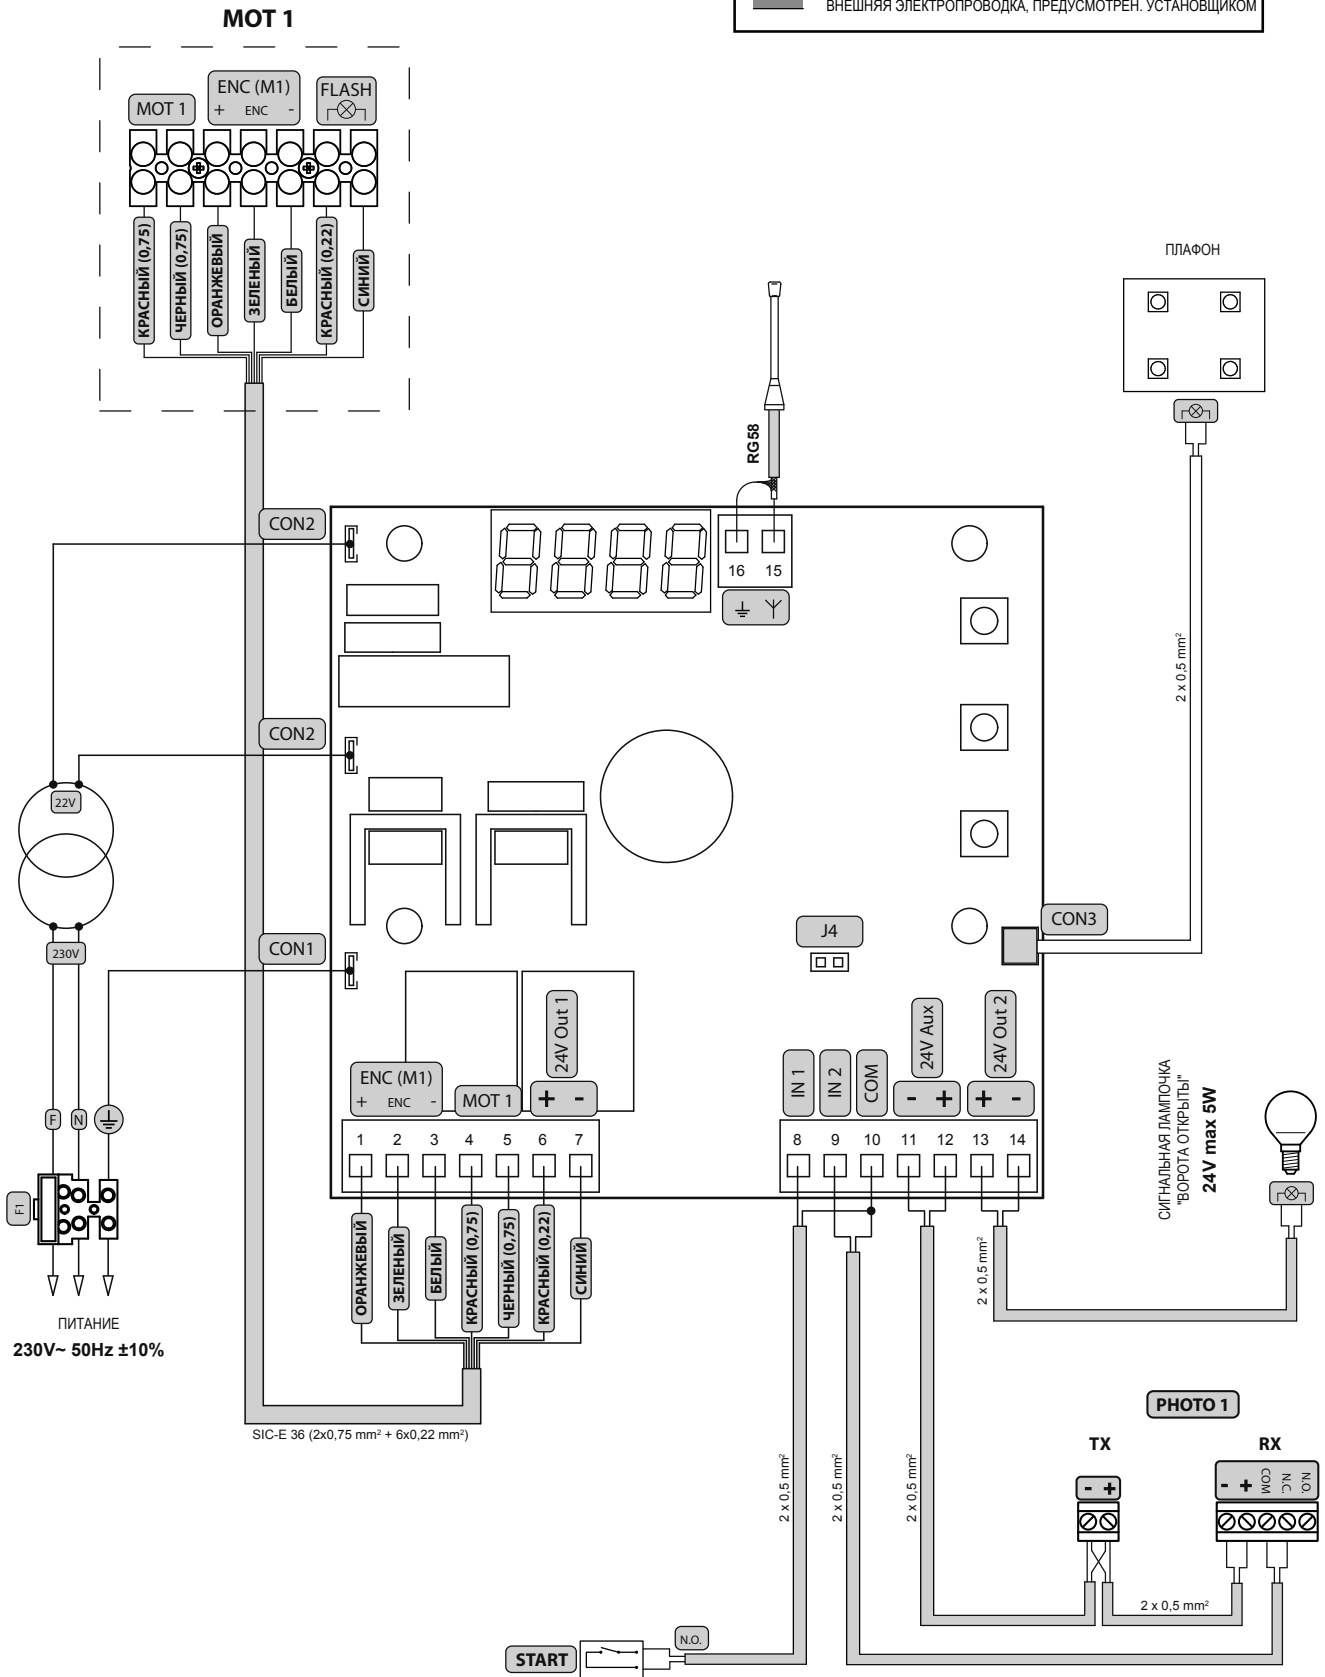 ВНЕШНЯЯ ЭЛЕКТРОПРОВОДКА, ПРЕДУСМОТРЕН. УСТАНОВЩИКОМ
MOT 1
MOT 1
ENC (M1)
+ ENC -
FLASH
КРАСНЫЙ (0,75)
ЧЕРНЫЙ (0,75)
ОРАНЖЕВЫЙ
ЗЕЛЕНЫЙ
БЕЛЫЙ
КРАСНЫЙ (0,22)
СИНИЙ
ПЛАФОН
RG58
CON2
16 15
2 x 0,5 mm²
CON2
22V
CON3
J4
230V
CON1
24V Out 1
24V Aux
24V Out 2
ENC (M1)
+ ENC -
MOT 1
+ -
IN 1
IN 2
COM
- +
+ -
F
N
1 2 3 4 5 6 7
8 9 10 11 12 13 14
СИГНАЛЬНАЯ ЛАМПОЧКА
"ВОРОТА ОТКРЫТЫ"
24V max 5W
F1
ОРАНЖЕВЫЙ
ЗЕЛЕНЫЙ
БЕЛЫЙ
КРАСНЫЙ (0,75)
ЧЕРНЫЙ (0,75)
КРАСНЫЙ (0,22)
СИНИЙ
2 x 0,5 mm²
ПИТАНИЕ
230V~ 50Hz ±10%
SIC-E 36 (2x0,75 mm² + 6x0,22 mm²)
PHOTO 1
TX
RX
- +
- + COM N.C. N.O.
2 x 0,5 mm²
2 x 0,5 mm²
2 x 0,5 mm²
2 x 0,5 mm²
START
N.O.